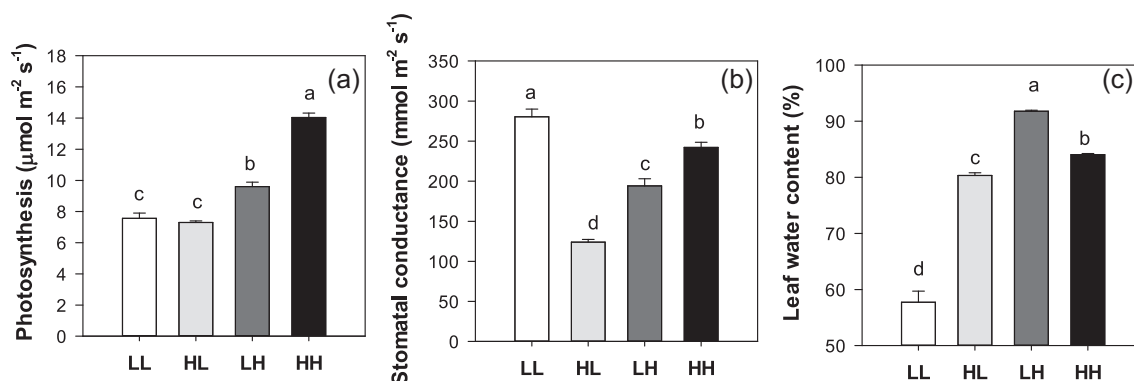 Photosynthesis (μmol m⁻² s⁻¹)
18
16
14
12
10
8
6
4
2
0
(a)
c
c
b
a
LL HL LH HH
Stomatal conductance (mmol m⁻² s⁻¹)
350
300
250
200
150
100
50
0
(b)
a
d
c
b
LL HL LH HH
Leaf water content (%)
100
90
80
70
60
50
(c)
d
c
a
b
LL HL LH HH